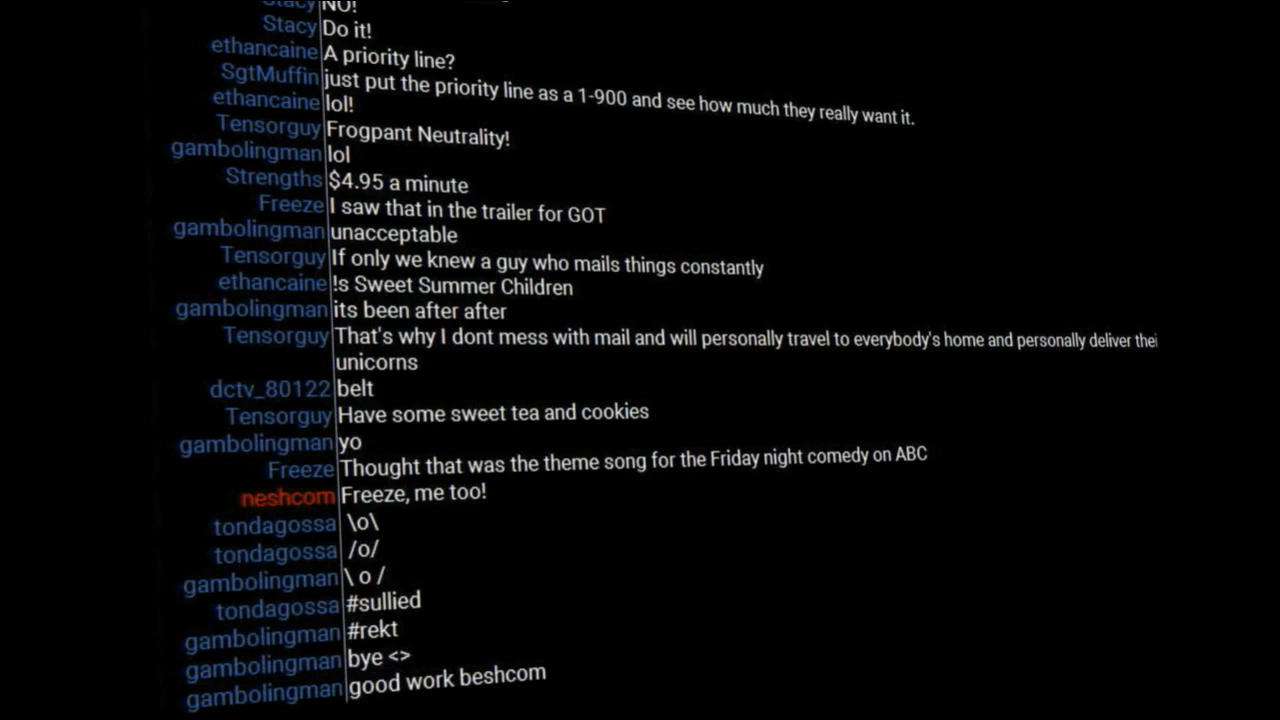 Stacy NO!
Stacy Do it!
ethancaine A priority line?
SgtMuffin just put the priority line as a 1-900 and see how much they really want it.
ethancaine lol!
Tensorguy Frogpant Neutrality!
gambolingman lol
Strengths $4.95 a minute
Freeze I saw that in the trailer for GOT
gambolingman unacceptable
Tensorguy If only we knew a guy who mails things constantly
ethancaine !s Sweet Summer Children
gambolingman its been after after
Tensorguy That's why I dont mess with mail and will personally travel to everybody's home and personally deliver
unicorns
dctv_80122 belt
Tensorguy Have some sweet tea and cookies
gambolingman yo
Freeze Thought that was the theme song for the Friday night comedy on ABC
neshcom Freeze, me too!
tondagossa \o\
tondagossa /o/
gambolingman \ o /
tondagossa #sullied
gambolingman #rekt
gambolingman bye <>
gambolingman good work beshcom